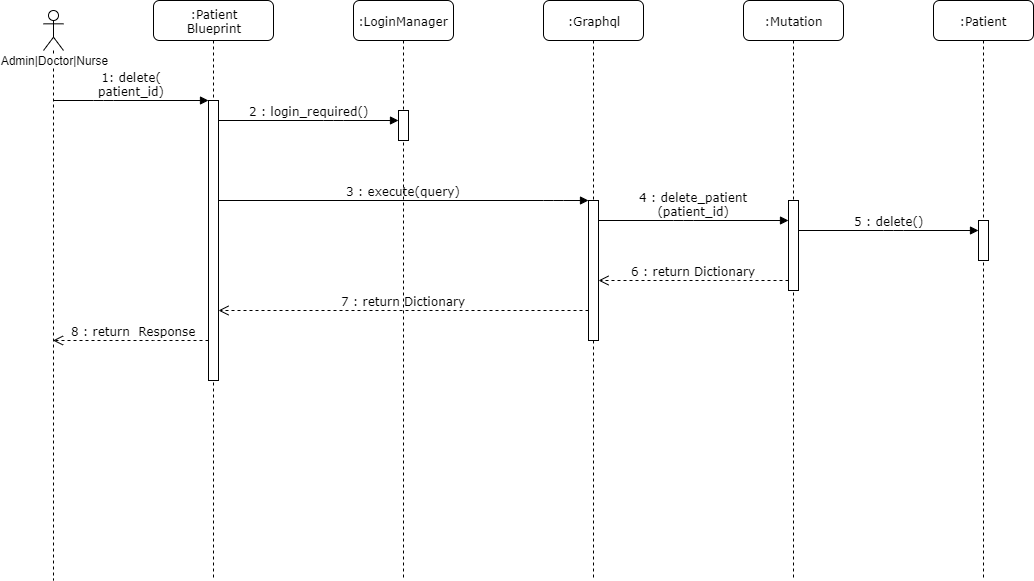 :Patient
Blueprint
:LoginManager
:Graphql
:Mutation
:Patient
Admin|Doctor|Nurse
1: delete(
patient_id)
2 : login_required()
3 : execute(query)
4 : delete_patient
(patient_id)
5 : delete()
6 : return Dictionary
7 : return Dictionary
8 : return  Response